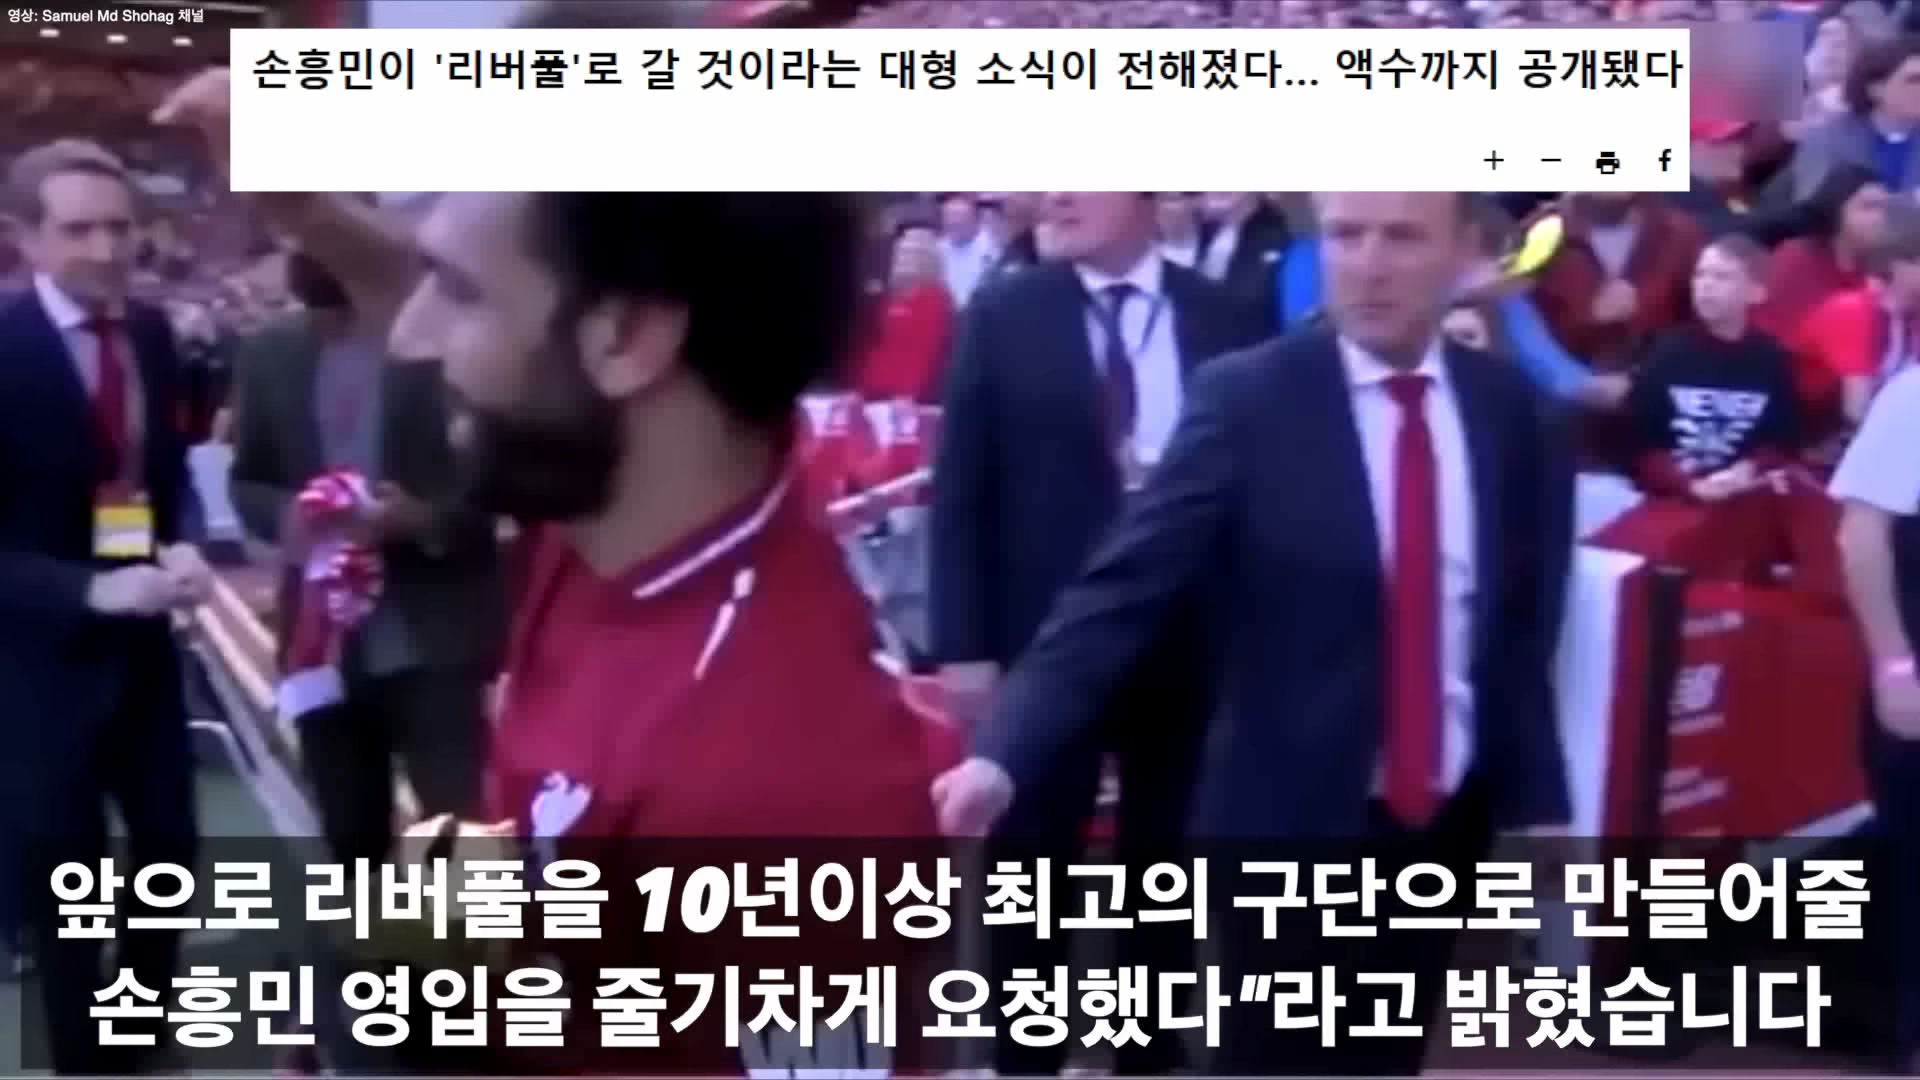 영상: Samuel Md Shohag 채널
손흥민이 '리버풀'로 갈 것이라는 대형 소식이 전해졌다... 액수까지 공개됐다
+ − f
NEVER
앞으로 리버풀을 10년이상 최고의 구단으로 만들어줄
손흥민 영입을 줄기차게 요청했다"라고 밝혔습니다